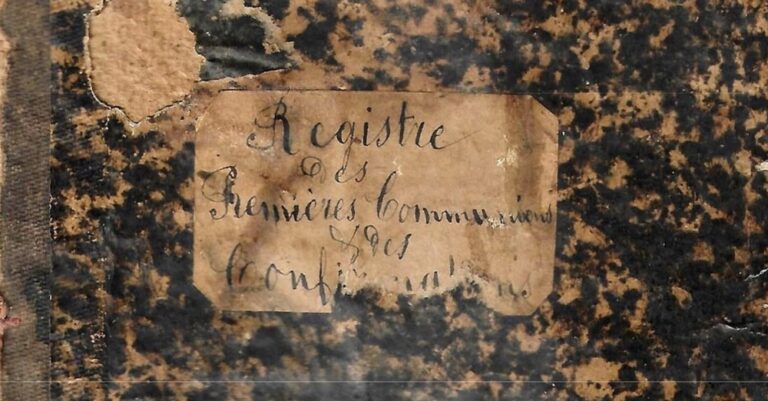 Registre
des
Premières Communions
& des
Confirmations